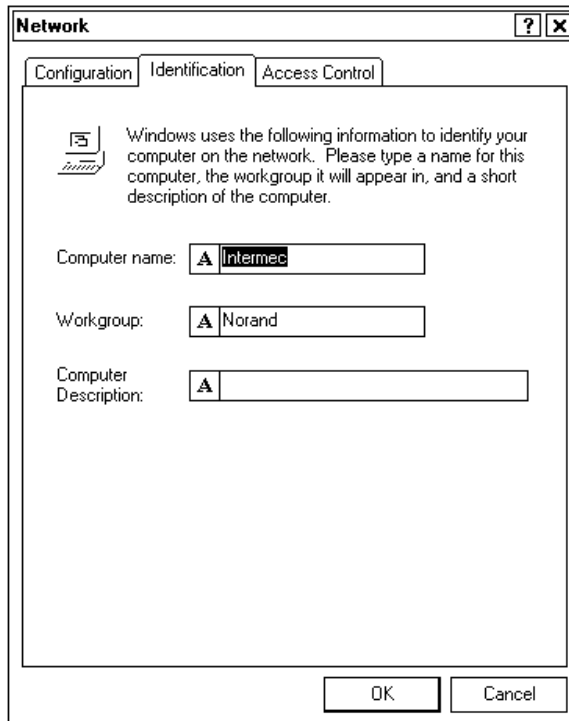 Network ? X
Configuration Identification Access Control
Windows uses the following information to identify your
computer on the network. Please type a name for this
computer, the workgroup it will appear in, and a short
description of the computer.
Computer name: A Intermec
Workgroup: A Norand
Computer
Description: A
OK Cancel